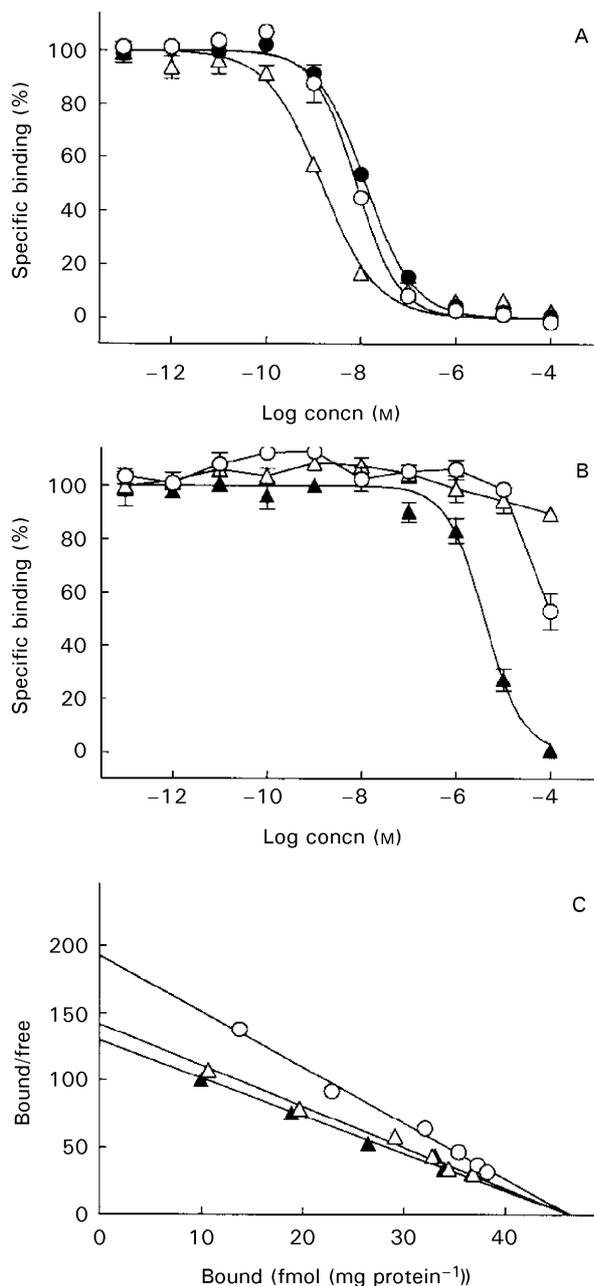 A
Specific binding (%)
100
80
60
40
20
0
−12 −10 −8 −6 −4
Log concn (M)
B
Specific binding (%)
100
80
60
40
20
0
−12 −10 −8 −6 −4
Log concn (M)
C
Bound/free
200
150
100
50
0
0 10 20 30 40
Bound (fmol (mg protein⁻¹))